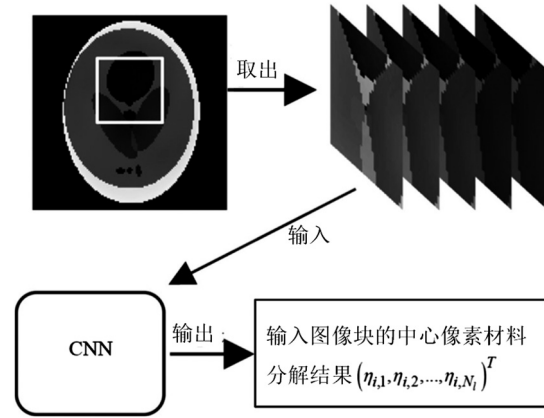 取出
输入
CNN
输出
输入图像块的中心像素材料
分解结果(η_{i,1},η_{i,2},...,η_{i,N_l})^T